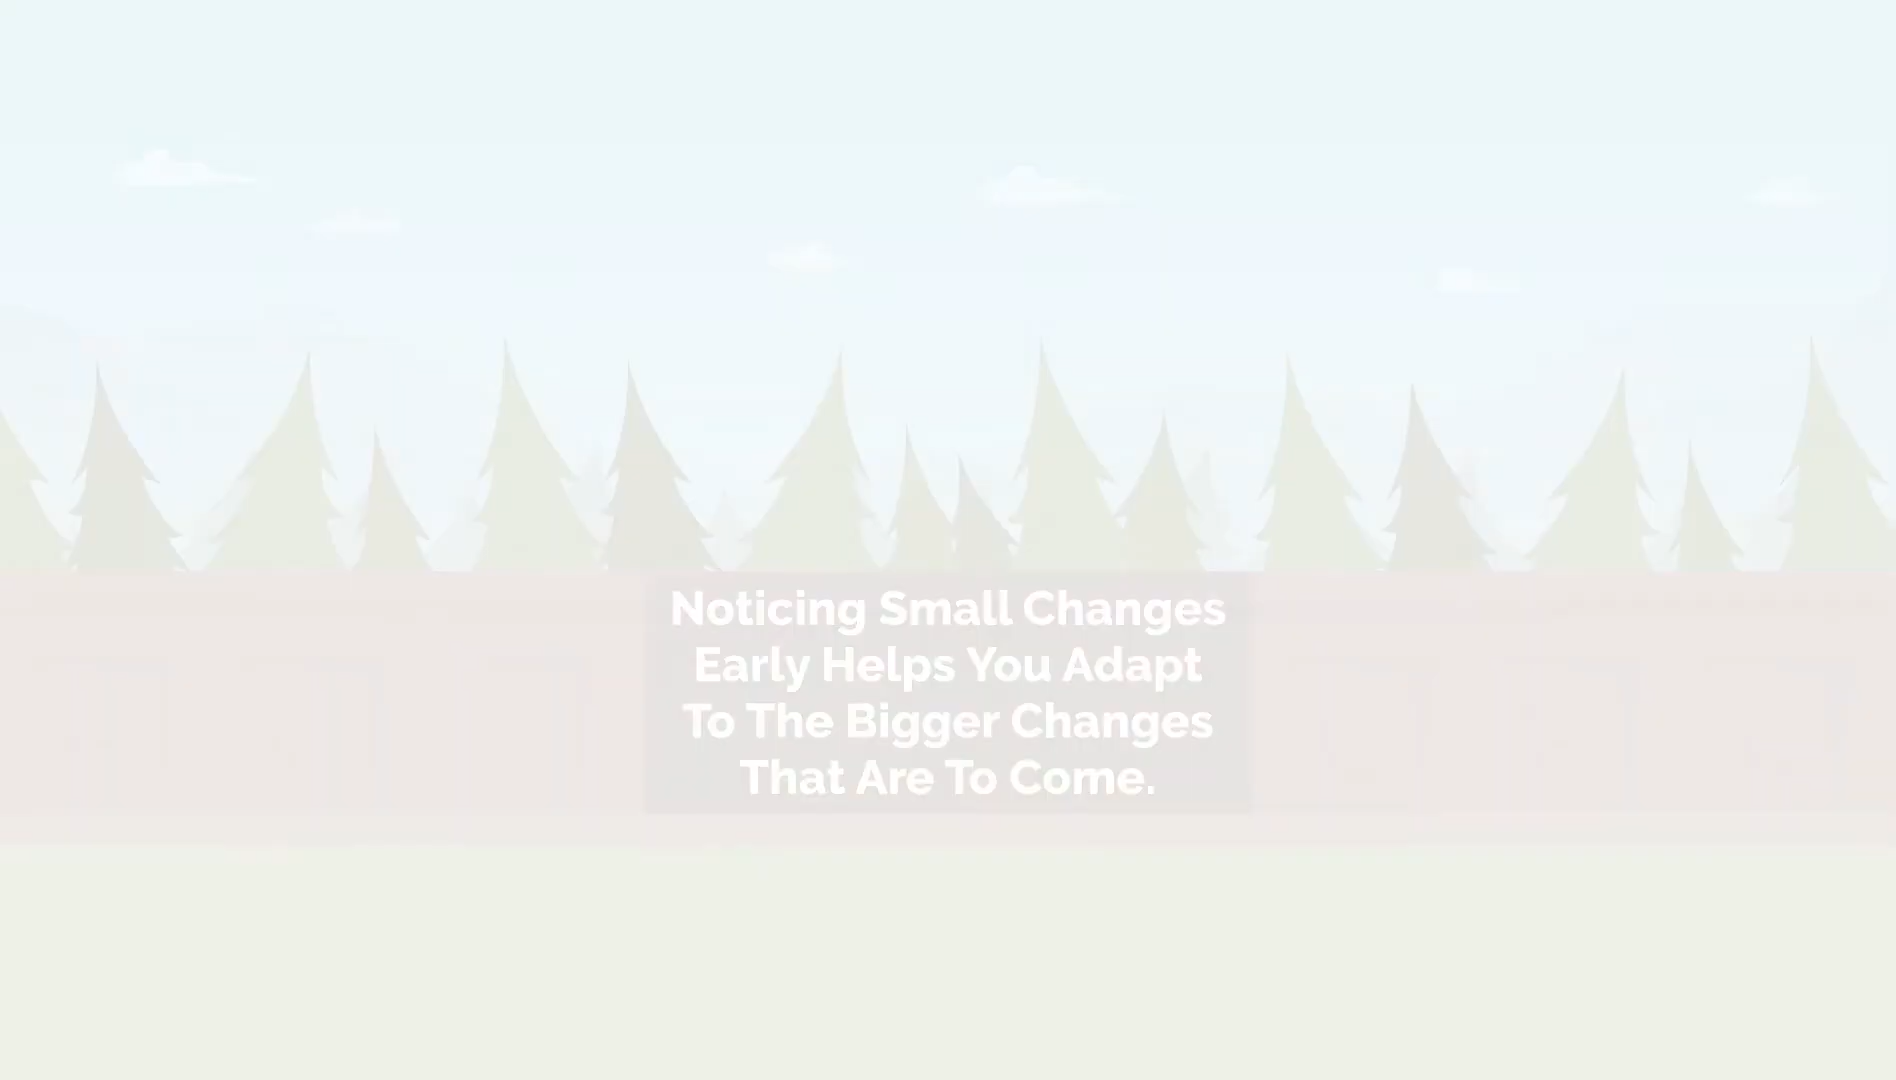 Noticing Small Changes
Early Helps You Adapt
To The Bigger Changes
That Are To Come.